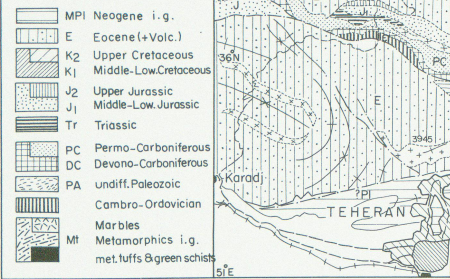 MPl Neogene i.g.
E Eocene (+Volc.)
K2 Upper Cretaceous
K1 Middle-Low.Cretaceous
J2 Upper Jurassic
J1 Middle-Low. Jurassic
Tr Triassic
PC Permo-Carboniferous
DC Devono-Carboniferous
PA undiff. Paleozoic
Cambro-Ordovician
Marbles
Mt Metamorphics i.g.
met. tuffs & green schists
J
J1
36°N
PC
E
3945
Karadj
?Pl
TEHERAN
51°E